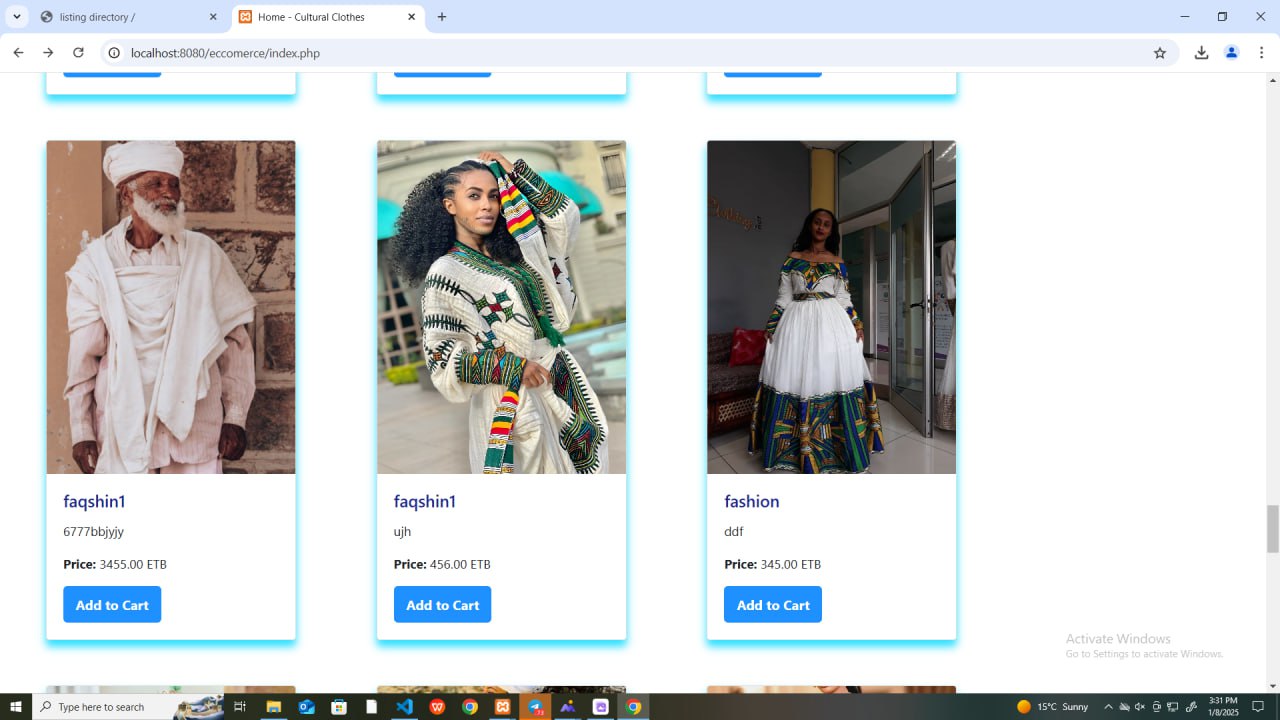 listing directory /
Home - Cultural Clothes
localhost:8080/eccomerce/index.php
faqshin1
6777bbjyjy
Price: 3455.00 ETB
Add to Cart
faqshin1
ujh
Price: 456.00 ETB
Add to Cart
fashion
ddf
Price: 345.00 ETB
Add to Cart
Activate Windows
Go to Settings to activate Windows.
Type here to search
15°C Sunny
3:31 PM
1/8/2025